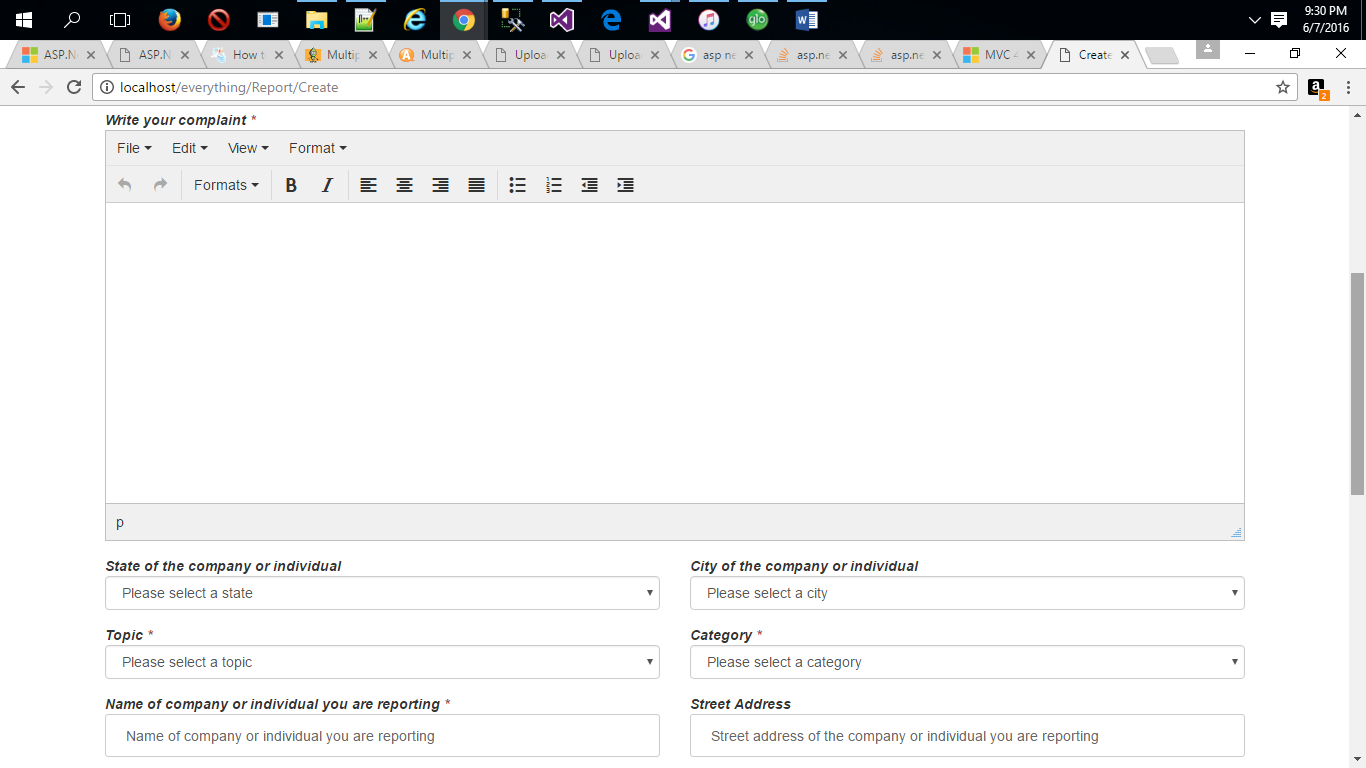 9:30 PM
6/7/2016
ASP.N
ASP.N
How t
Multip
Multip
Uploa
Uploa
asp ne
asp.ne
asp.ne
MVC 4
Create
localhost/everything/Report/Create
a
2
glo
Write your complaint *
File Edit View Format
Formats B I
p
State of the company or individual City of the company or individual
Please select a state Please select a city
Topic * Category *
Please select a topic Please select a category
Name of company or individual you are reporting * Street Address
Name of company or individual you are reporting Street address of the company or individual you are reporting